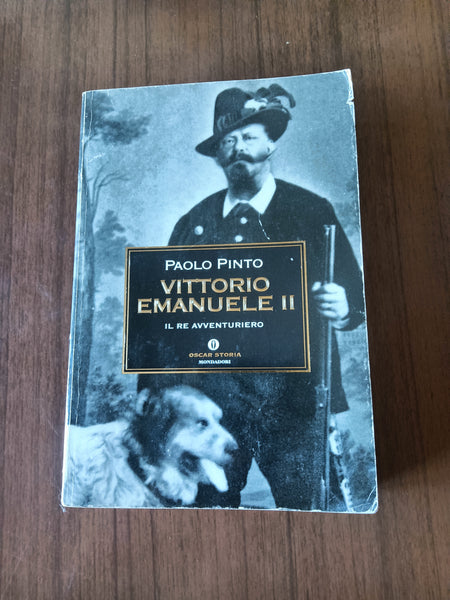 PAOLO PINTO
VITTORIO
EMANUELE II
IL RE AVVENTURIERO
OSCAR STORIA
MONDADORI